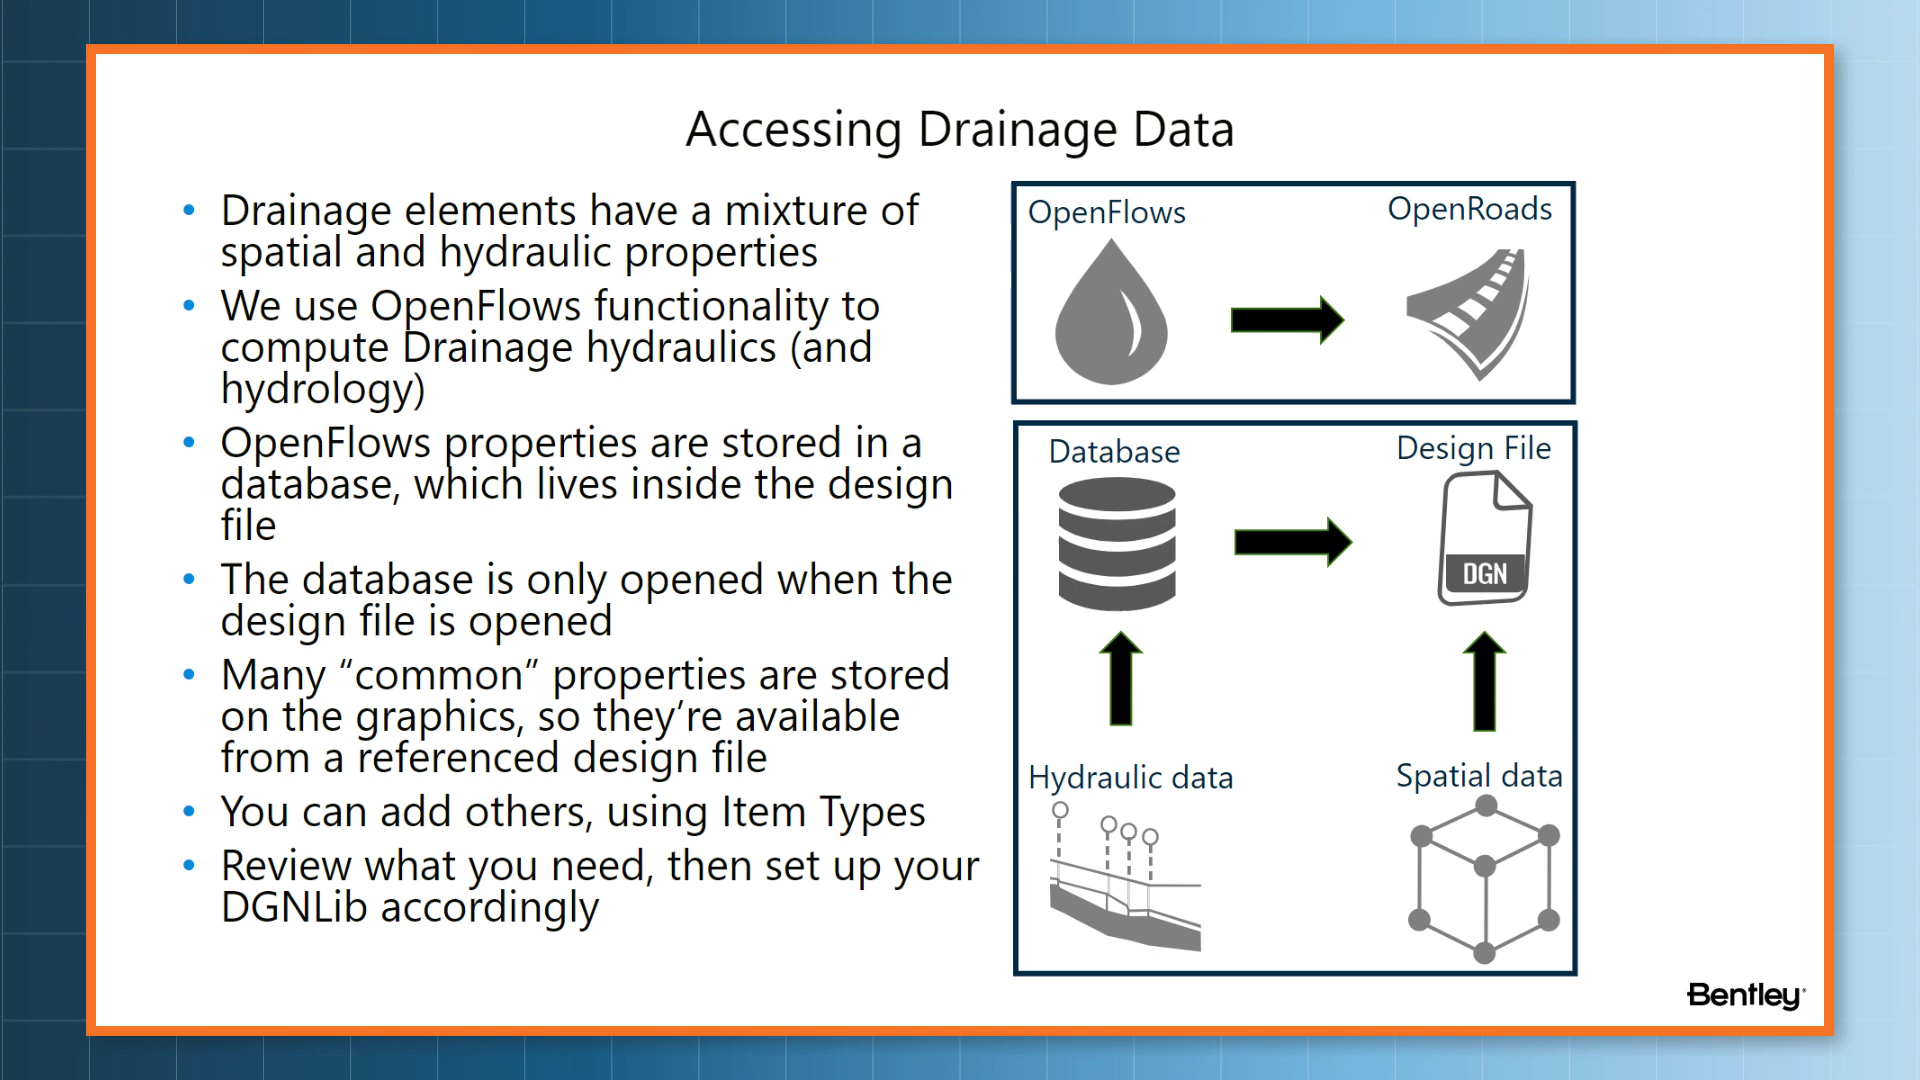 Accessing Drainage Data
• Drainage elements have a mixture of
spatial and hydraulic properties
• We use OpenFlows functionality to
compute Drainage hydraulics (and
hydrology)
• OpenFlows properties are stored in a
database, which lives inside the design
file
• The database is only opened when the
design file is opened
• Many “common” properties are stored
on the graphics, so they’re available
from a referenced design file
• You can add others, using Item Types
• Review what you need, then set up your
DGNLib accordingly
OpenFlows
OpenRoads
Database
Design File
DGN
Hydraulic data
Spatial data
Bentley